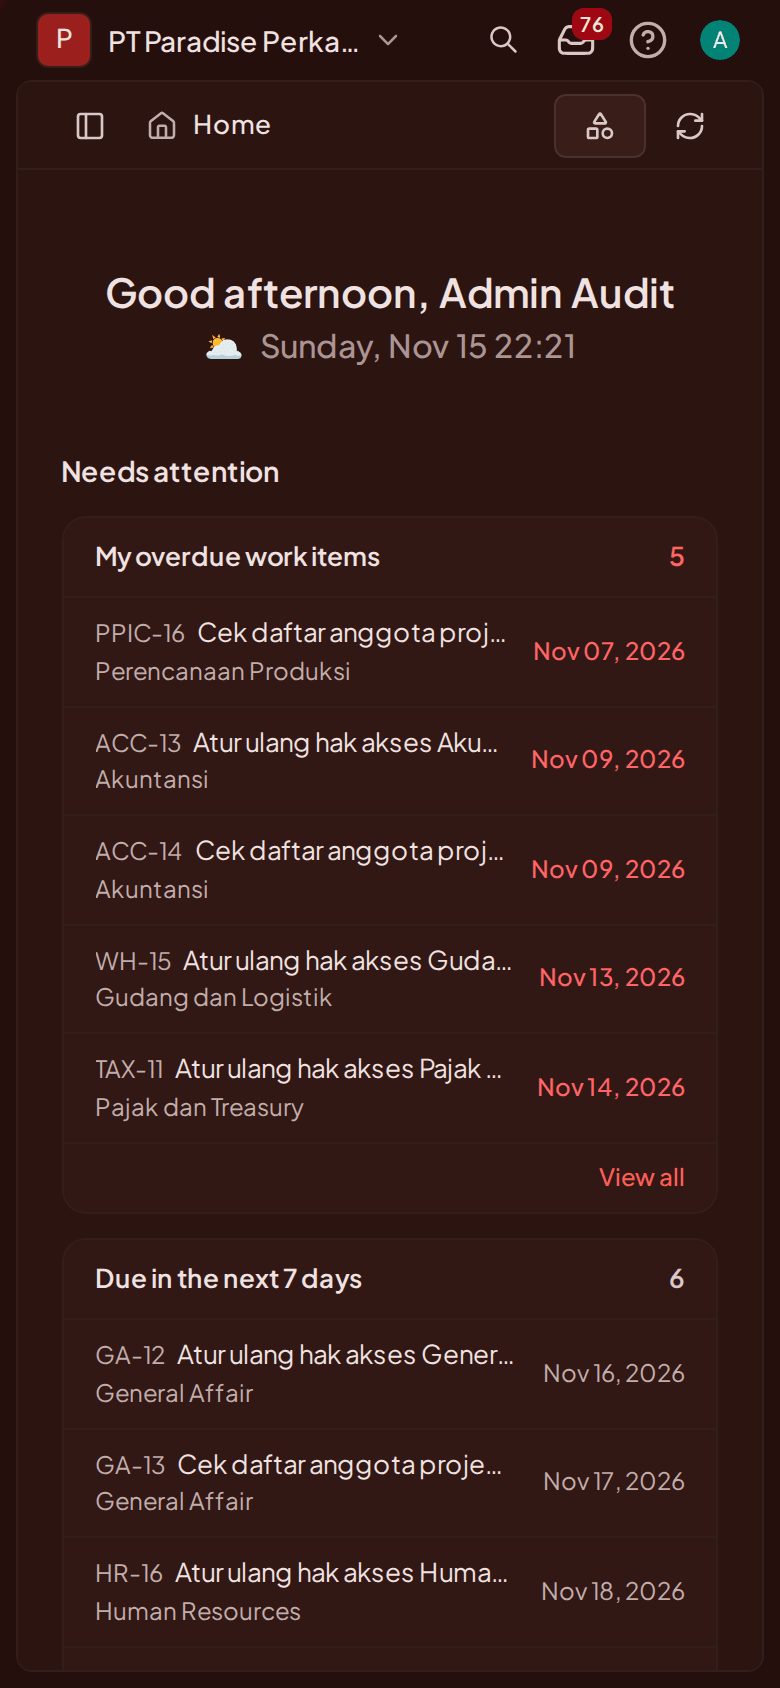 P PT Paradise Perka... 76 A
Home
Good afternoon, Admin Audit
Sunday, Nov 15 22:21
Needs attention
My overdue work items 5
PPIC-16 Cek daftar anggota proj... Nov 07, 2026
Perencanaan Produksi
ACC-13 Atur ulang hak akses Aku... Nov 09, 2026
Akuntansi
ACC-14 Cek daftar anggota proj... Nov 09, 2026
Akuntansi
WH-15 Atur ulang hak akses Guda... Nov 13, 2026
Gudang dan Logistik
TAX-11 Atur ulang hak akses Pajak ... Nov 14, 2026
Pajak dan Treasury
View all
Due in the next 7 days 6
GA-12 Atur ulang hak akses Gener... Nov 16, 2026
General Affair
GA-13 Cek daftar anggota proje... Nov 17, 2026
General Affair
HR-16 Atur ulang hak akses Huma... Nov 18, 2026
Human Resources